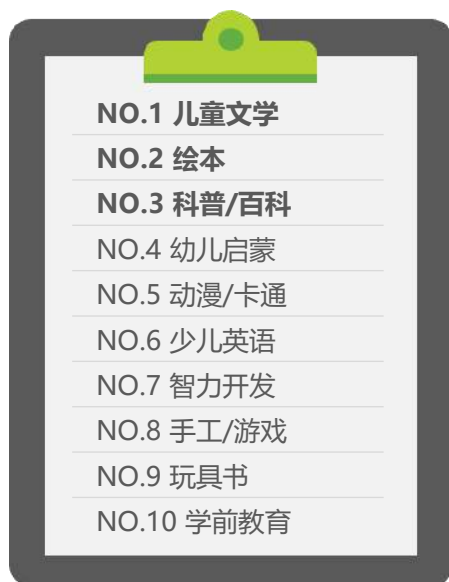 NO.1 儿童文学
NO.2 绘本
NO.3 科普/百科
NO.4 幼儿启蒙
NO.5 动漫/卡通
NO.6 少儿英语
NO.7 智力开发
NO.8 手工/游戏
NO.9 玩具书
NO.10 学前教育